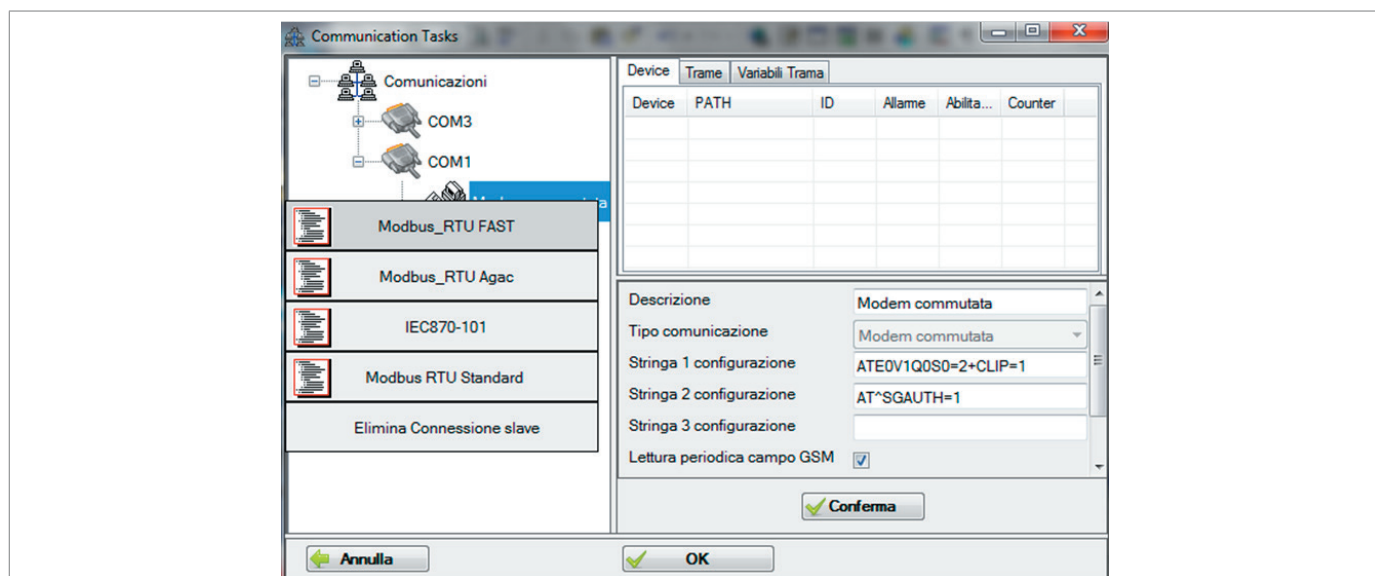 Communication Tasks
Comunicazioni
COM3
COM1
Modbus_RTU FAST
Modbus_RTU Agac
IEC870-101
Modbus RTU Standard
Elimina Connessione slave
Device Trame Variabili Trama
Device PATH ID Allarme Abilita... Counter
Descrizione Modem commutata
Tipo comunicazione Modem commutata
Stringa 1 configurazione ATE0V1Q0S0=2+CLIP=1
Stringa 2 configurazione AT^SGAUTH=1
Stringa 3 configurazione
Lettura periodica campo GSM
Conferma
Annulla OK